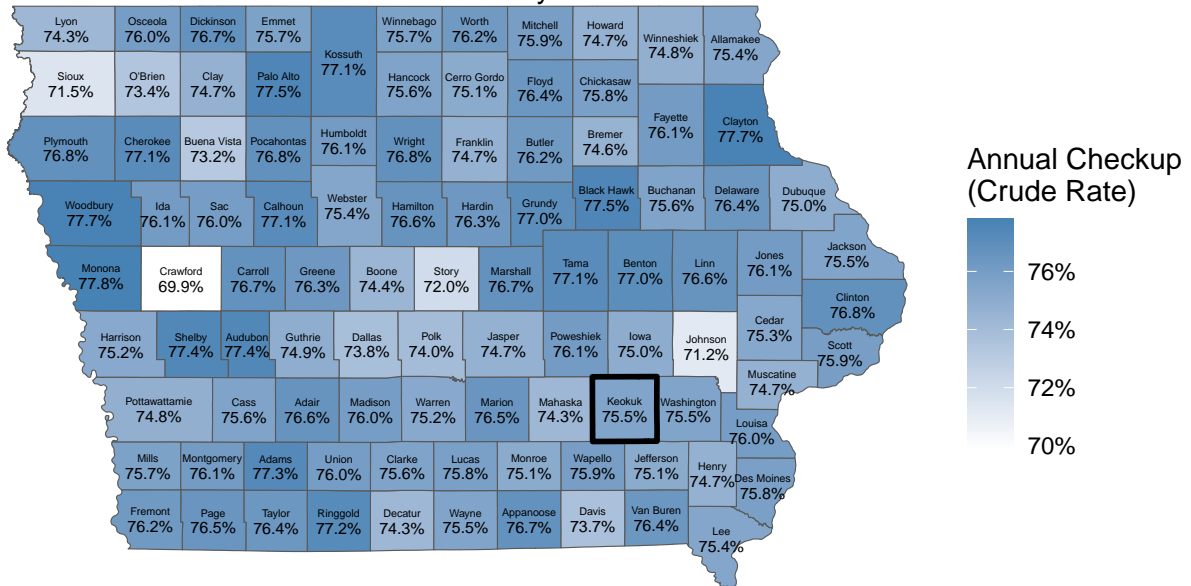 Lyon
74.3%
Osceola
76.0%
Dickinson
76.7%
Emmet
75.7%
Kossuth
77.1%
Winnebago
75.7%
Worth
76.2%
Mitchell
75.9%
Howard
74.7%
Winneshiek
74.8%
Allamakee
75.4%
Sioux
71.5%
O'Brien
73.4%
Clay
74.7%
Palo Alto
77.5%
Hancock
75.6%
Cerro Gordo
75.1%
Floyd
76.4%
Chickasaw
75.8%
Fayette
76.1%
Clayton
77.7%
Plymouth
76.8%
Cherokee
77.1%
Buena Vista
73.2%
Pocahontas
76.8%
Humboldt
76.1%
Wright
76.8%
Franklin
74.7%
Butler
76.2%
Bremer
74.6%
Woodbury
77.7%
Ida
76.1%
Sac
76.0%
Calhoun
77.1%
Webster
75.4%
Hamilton
76.6%
Hardin
76.3%
Grundy
77.0%
Black Hawk
77.5%
Buchanan
75.6%
Delaware
76.4%
Dubuque
75.0%
Monona
77.8%
Crawford
69.9%
Carroll
76.7%
Greene
76.3%
Boone
74.4%
Story
72.0%
Marshall
76.7%
Tama
77.1%
Benton
77.0%
Linn
76.6%
Jones
76.1%
Jackson
75.5%
Clinton
76.8%
Harrison
75.2%
Shelby
77.4%
Audubon
77.4%
Guthrie
74.9%
Dallas
73.8%
Polk
74.0%
Jasper
74.7%
Poweshiek
76.1%
Iowa
75.0%
Johnson
71.2%
Cedar
75.3%
Scott
75.9%
Muscatine
74.7%
Pottawattamie
74.8%
Cass
75.6%
Adair
76.6%
Madison
76.0%
Warren
75.2%
Marion
76.5%
Mahaska
74.3%
Keokuk
75.5%
Washington
75.5%
Louisa
76.0%
Mills
75.7%
Montgomery
76.1%
Adams
77.3%
Union
76.0%
Clarke
75.6%
Lucas
75.8%
Monroe
75.1%
Wapello
75.9%
Jefferson
75.1%
Henry
74.7%
Des Moines
75.8%
Fremont
76.2%
Page
76.5%
Taylor
76.4%
Ringgold
77.2%
Decatur
74.3%
Wayne
75.5%
Appanoose
76.7%
Davis
73.7%
Van Buren
76.4%
Lee
75.4%
Annual Checkup
(Crude Rate)
76%
74%
72%
70%